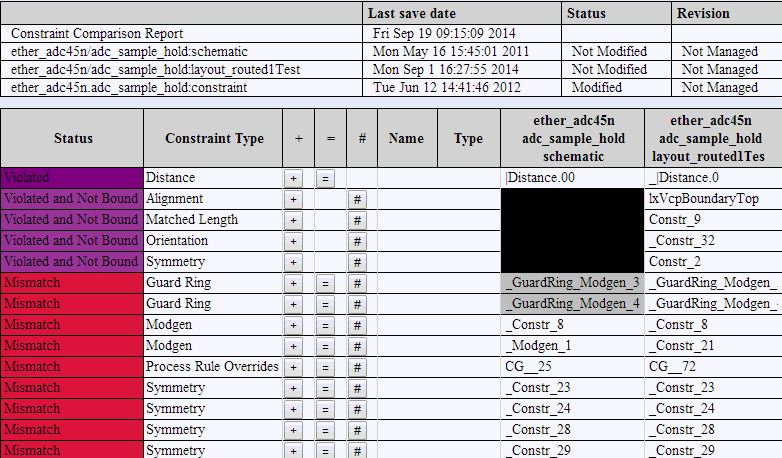 Last save date Status Revision
Constraint Comparison Report Fri Sep 19 09:15:09 2014
ether_adc45n/adc_sample_hold:schematic Mon May 16 15:45:01 2011 Not Modified Not Managed
ether_adc45n/adc_sample_hold:layout_routed1Test Mon Sep 1 16:27:55 2014 Not Modified Not Managed
ether_adc45n.adc_sample_hold:constraint Tue Jun 12 14:41:46 2012 Modified Not Managed
Status Constraint Type + = # Name Type ether_adc45n adc_sample_hold schematic ether_adc45n adc_sample_hold layout_routed1Tes
Violated Distance + = |Distance.00 _|Distance.0
Violated and Not Bound Alignment + # lxVcpBoundaryTop
Violated and Not Bound Matched Length + # Constr_9
Violated and Not Bound Orientation + # _Constr_32
Violated and Not Bound Symmetry + # Constr_2
Mismatch Guard Ring + = # _GuardRing_Modgen_3 _GuardRing_Modgen_
Mismatch Guard Ring + = # _GuardRing_Modgen_4 _GuardRing_Modgen_
Mismatch Modgen + = # _Constr_8 _Constr_8
Mismatch Modgen + = # _Modgen_1 _Constr_21
Mismatch Process Rule Overrides + = # CG__25 CG__72
Mismatch Symmetry + = # _Constr_23 _Constr_23
Mismatch Symmetry + = # _Constr_24 _Constr_24
Mismatch Symmetry + = # _Constr_28 _Constr_28
Mismatch Symmetry + = # _Constr_29 _Constr_29